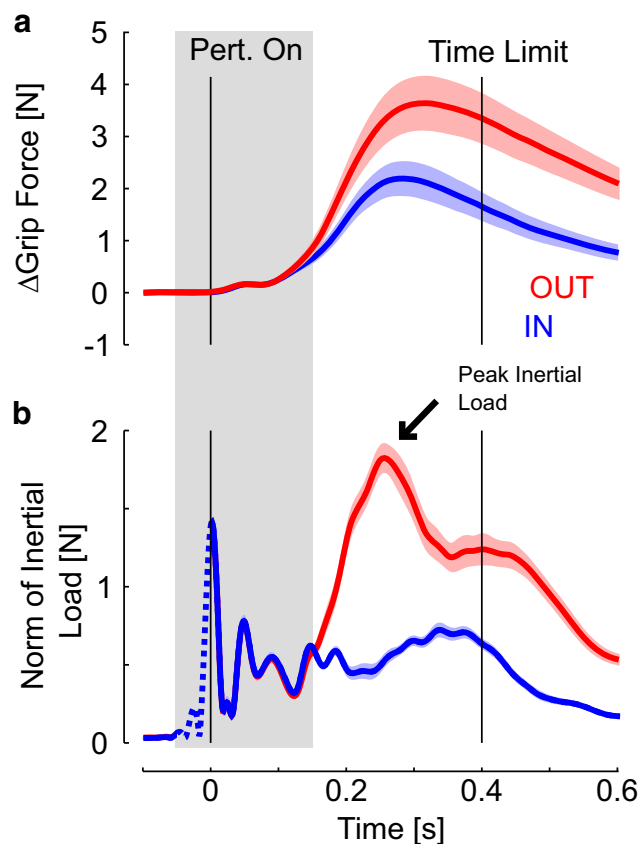 a
5
Pert. On
Time Limit
4
3
2
1
0
-1
ΔGrip Force [N]
OUT
IN
b
Peak Inertial
Load
2
1
0
Norm of Inertial
Load [N]
0
0.2
0.4
0.6
Time [s]